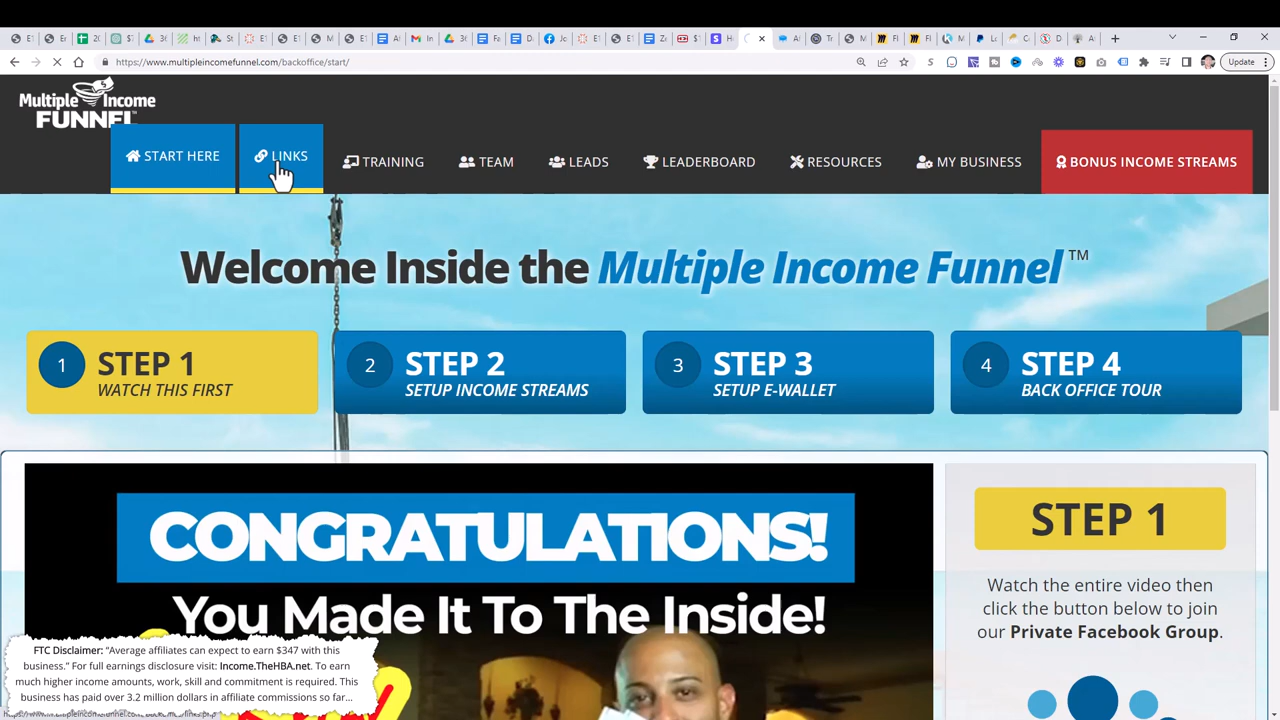 https://www.multipleincomefunnel.com/backoffice/start/
Update
Multiple Income
FUNNEL
START HERE
LINKS
TRAINING
TEAM
LEADS
LEADERBOARD
RESOURCES
MY BUSINESS
BONUS INCOME STREAMS
Welcome Inside the Multiple Income Funnel ™
1
STEP 1
WATCH THIS FIRST
2
STEP 2
SETUP INCOME STREAMS
3
STEP 3
SETUP E-WALLET
4
STEP 4
BACK OFFICE TOUR
CONGRATULATIONS!
You Made It To The Inside!
STEP 1
Watch the entire video then
click the button below to join
our Private Facebook Group.
FTC Disclaimer: “Average affiliates can expect to earn $347 with this
business.” For full earnings disclosure visit: Income.TheHBA.net. To earn
much higher income amounts, work, skill and commitment is required. This
business has paid over 3.2 million dollars in affiliate commissions so far...